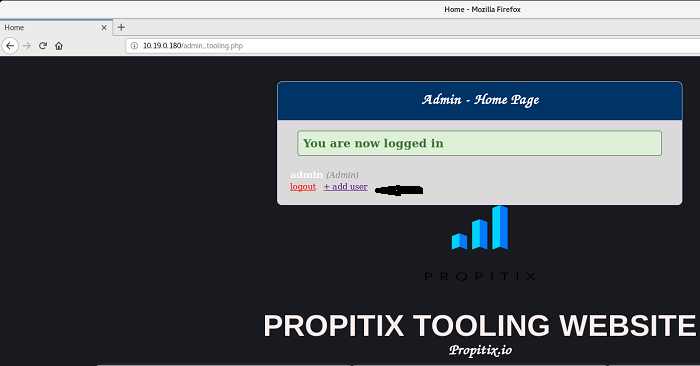 Home - Mozilla Firefox
Home
10.19.0.180/admin_tooling.php
Admin - Home Page
You are now logged in
admin (Admin)
logout + add user
PROPITIX
PROPITIX TOOLING WEBSITE
Propitix.io